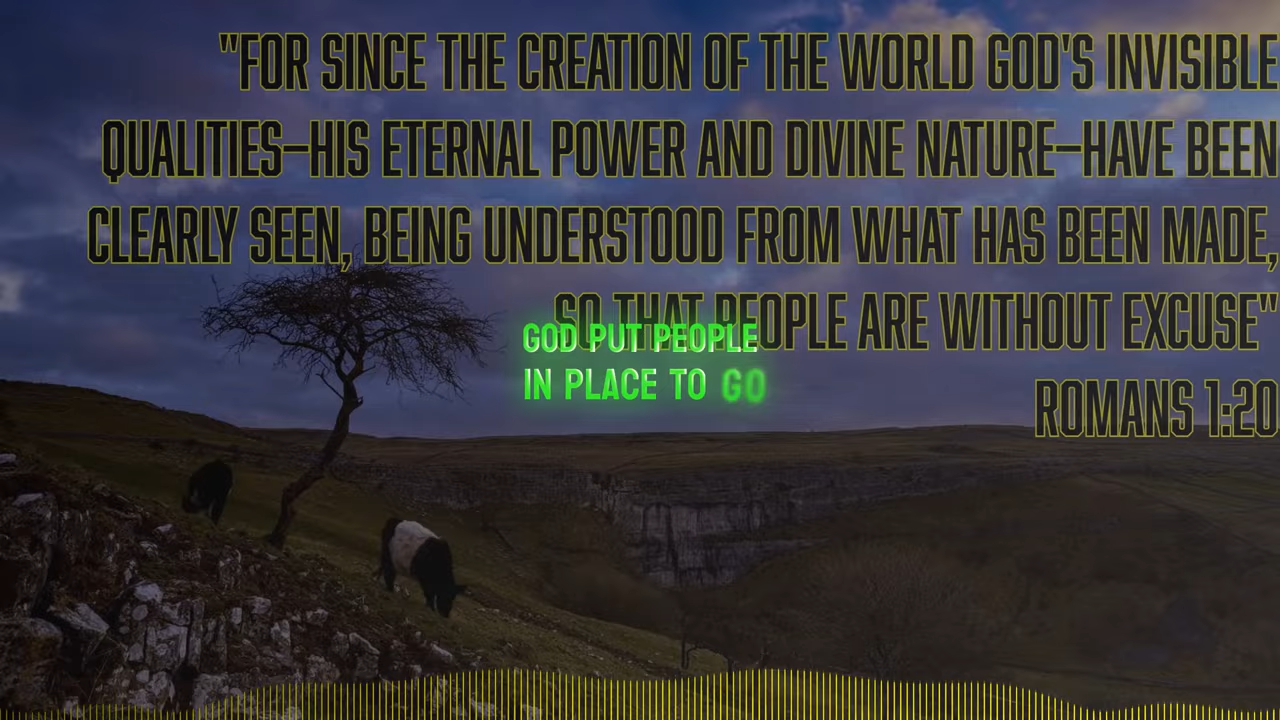 "FOR SINCE THE CREATION OF THE WORLD GOD'S INVISIBLE
QUALITIES–HIS ETERNAL POWER AND DIVINE NATURE–HAVE BEEN
CLEARLY SEEN, BEING UNDERSTOOD FROM WHAT HAS BEEN MADE,
SO THAT PEOPLE ARE WITHOUT EXCUSE"
ROMANS 1:20
GOD PUT PEOPLE
IN PLACE TO GO